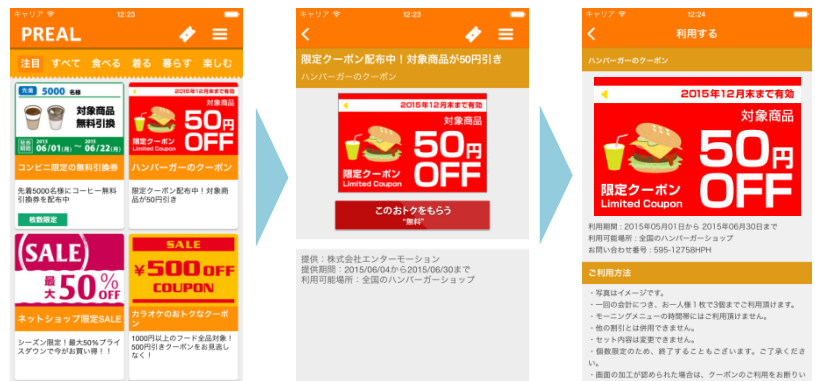 キャリア 12:23
PREAL
注目 すべて 食べる 着る 暮らす 楽しむ
先着 5000 名様
対象商品
無料引換
2015 06/01(月) ～ 2015 06/22(月)
コンビニ限定の無料引換券
先着5000名様にコーヒー無料
引換券を配布中
枚数限定
2015年12月末まで有効
対象商品
50円
OFF
限定クーポン
Limited Coupon
ハンバーガーのクーポン
限定クーポン配布中！対象商
品が50円引き
(SALE)
最大50%
OFF
ネットショップ限定SALE
シーズン限定！最大50%プライ
スダウンで今がお買い得！！
SALE
¥500 OFF
COUPON
カラオケのおトクなクーポ
ン
1000円以上のフード全品対象！
500円引きクーポンをお見逃し
なく！
キャリア 12:23
限定クーポン配布中！対象商品が50円引き
ハンバーガーのクーポン
2015年12月末まで有効
対象商品
50円
OFF
限定クーポン
Limited Coupon
このおトクをもらう
"無料"
提供：株式会社エンターモーション
提供期間：2015/06/04から2015/06/30まで
利用可能場所：全国のハンバーガーショップ
キャリア 12:24
利用する
ハンバーガーのクーポン
2015年12月末まで有効
対象商品
50円
OFF
限定クーポン
Limited Coupon
利用期間：2015年05月01日から 2015年06月30日まで
利用可能場所：全国のハンバーガーショップ
お問い合わせ番号：595-12758HPH
ご利用方法
・写真はイメージです。
・一回の会計につき、お一人様１枚で3個までご利用頂けます。
・モーニングメニューの時間帯にはご利用頂けません。
・他の割引とは併用できません。
・セット内容は変更できません。
・個数限定のため、終了することもございます。ご了承くださ
い。
・画面の加工が認められた場合は、クーポンのご利用をお断りい